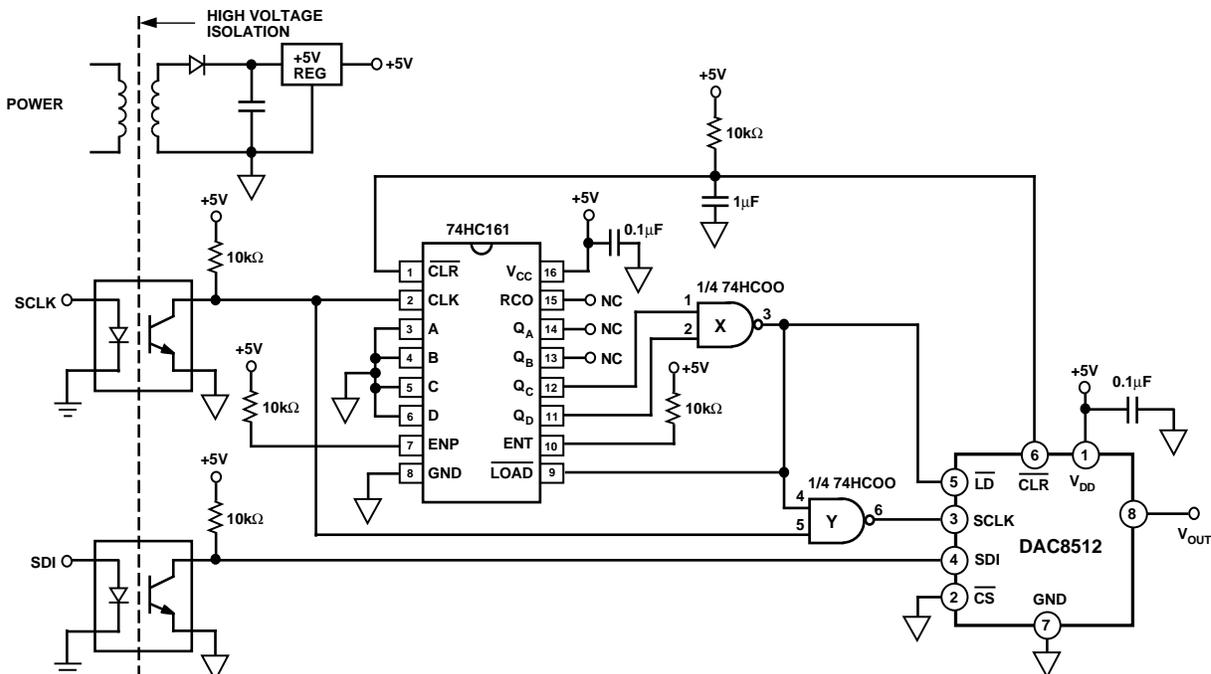 HIGH VOLTAGE
ISOLATION
POWER
+5V
REG
+5V
+5V
10kΩ
1μF
+5V
10kΩ
SCLK
+5V
10kΩ
+5V
10kΩ
SDI
74HC161
+5V
0.1μF
1 CLR
2 CLK
3 A
4 B
5 C
6 D
7 ENP
8 GND
VCC 16
RCO 15 NC
QA 14 NC
QB 13 NC
QC 12
QD 11
ENT 10
LOAD 9
1/4 74HCOO
1
2
X
3
+5V
10kΩ
1/4 74HCOO
4
5
Y
6
+5V
0.1μF
6 1
CLR VDD
5 LD
3 SCLK
4 SDI
2 CS
DAC8512
8
VOUT
GND
7